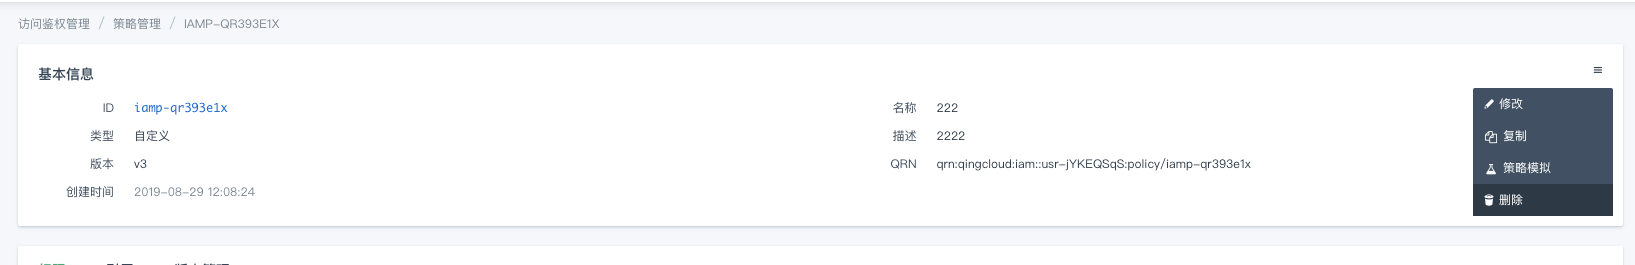 访问鉴权管理 / 策略管理 / IAMP-QR393E1X
基本信息
ID iamp-qr393e1x
名称 222
类型 自定义
描述 2222
版本 v3
QRN qrn:qingcloud:iam::usr-jYKEQSqS:policy/iamp-qr393e1x
创建时间 2019-08-29 12:08:24
修改
复制
策略模拟
删除